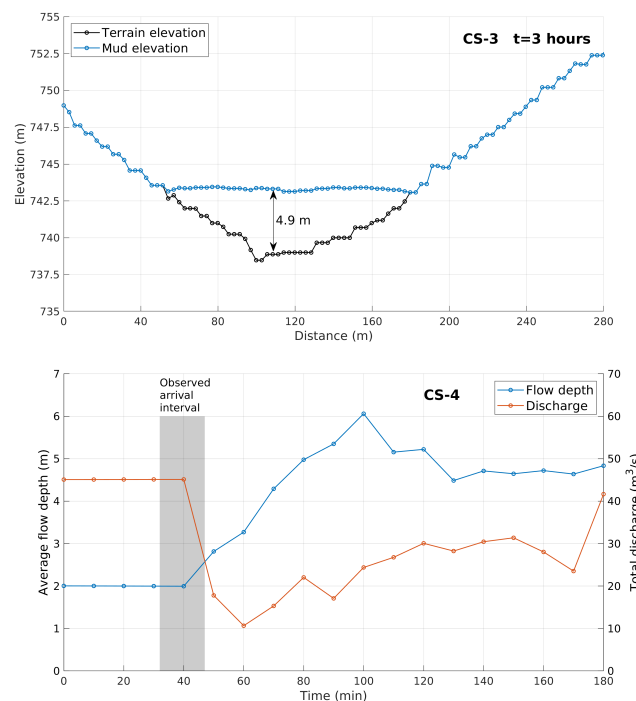 755
752.5
750
747.5
745
742.5
740
737.5
735
Elevation (m)
Terrain elevation
Mud elevation
CS-3 t=3 hours
4.9 m
0 40 80 120 160 200 240 280
Distance (m)
7
6
5
4
3
2
1
0
Average flow depth (m)
Observed
arrival
interval
CS-4
Flow depth
Discharge
70
60
50
40
30
20
10
0
Total discharge (m³/s)
0 20 40 60 80 100 120 140 160 180
Time (min)